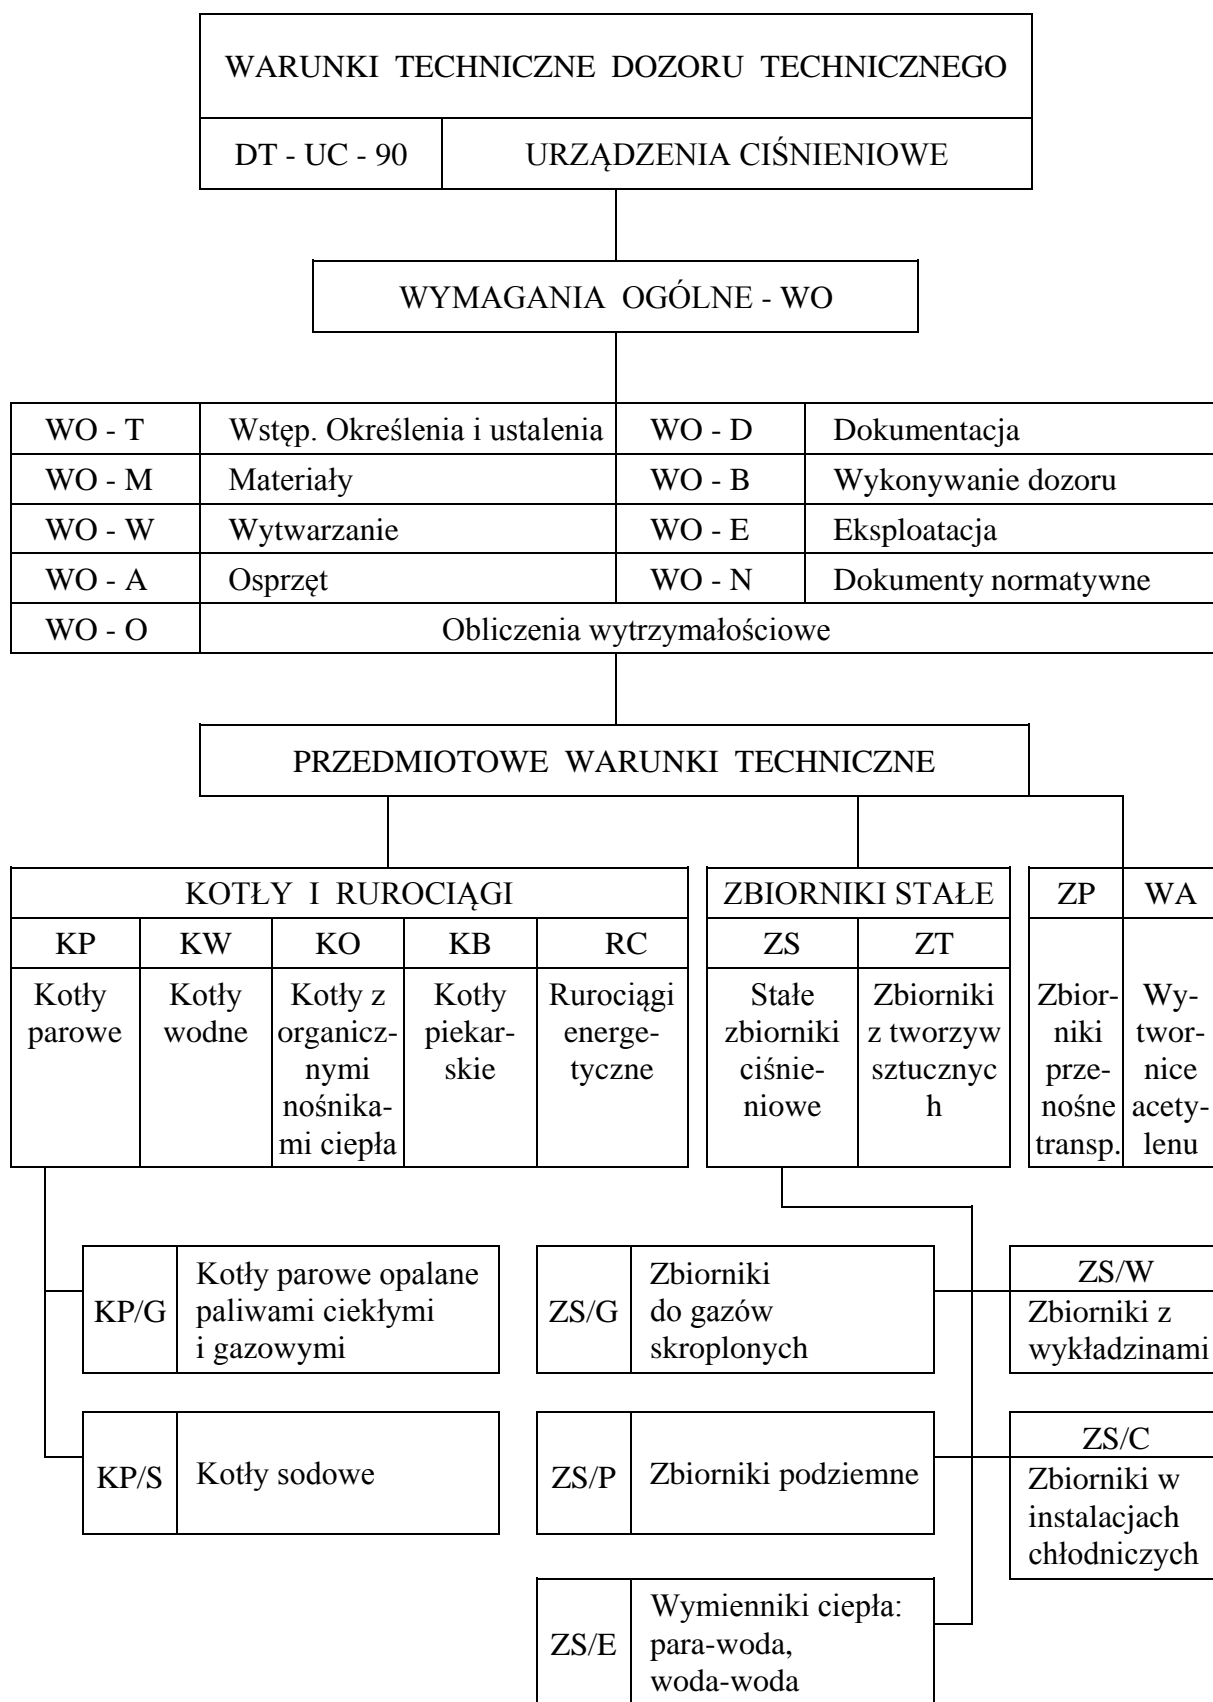 WARUNKI TECHNICZNE DOZORU TECHNICZNEGO
DT - UC - 90 URZĄDZENIA CIŚNIENIOWE
WYMAGANIA OGÓLNE - WO
WO - T Wstęp. Określenia i ustalenia WO - D Dokumentacja
WO - M Materiały WO - B Wykonywanie dozoru
WO - W Wytwarzanie WO - E Eksploatacja
WO - A Osprzęt WO - N Dokumenty normatywne
WO - O Obliczenia wytrzymałościowe
PRZEDMIOTOWE WARUNKI TECHNICZNE
KOTŁY I RUROCIĄGI
KP KW KO KB RC
Kotły
parowe
Kotły
wodne
Kotły z
organicz-
nymi
nośnika-
mi ciepła
Kotły
piekar-
skie
Rurociągi
energe-
tyczne
ZBIORNIKI STAŁE
ZS ZT
Stałe
zbiorniki
ciśnie-
niowe
Zbiorniki
z tworzyw
sztucznyc
h
ZP WA
Zbior-
niki
prze-
nośne
transp.
Wy-
twor-
nice
acety-
lenu
KP/G
Kotły parowe opalane
paliwami ciekłymi
i gazowymi
ZS/G
Zbiorniki
do gazów
skroplonych
ZS/W
Zbiorniki z
wykładzinami
KP/S
Kotły sodowe
ZS/P
Zbiorniki podziemne
ZS/C
Zbiorniki w
instalacjach
chłodniczych
ZS/E
Wymienniki ciepła:
para-woda,
woda-woda